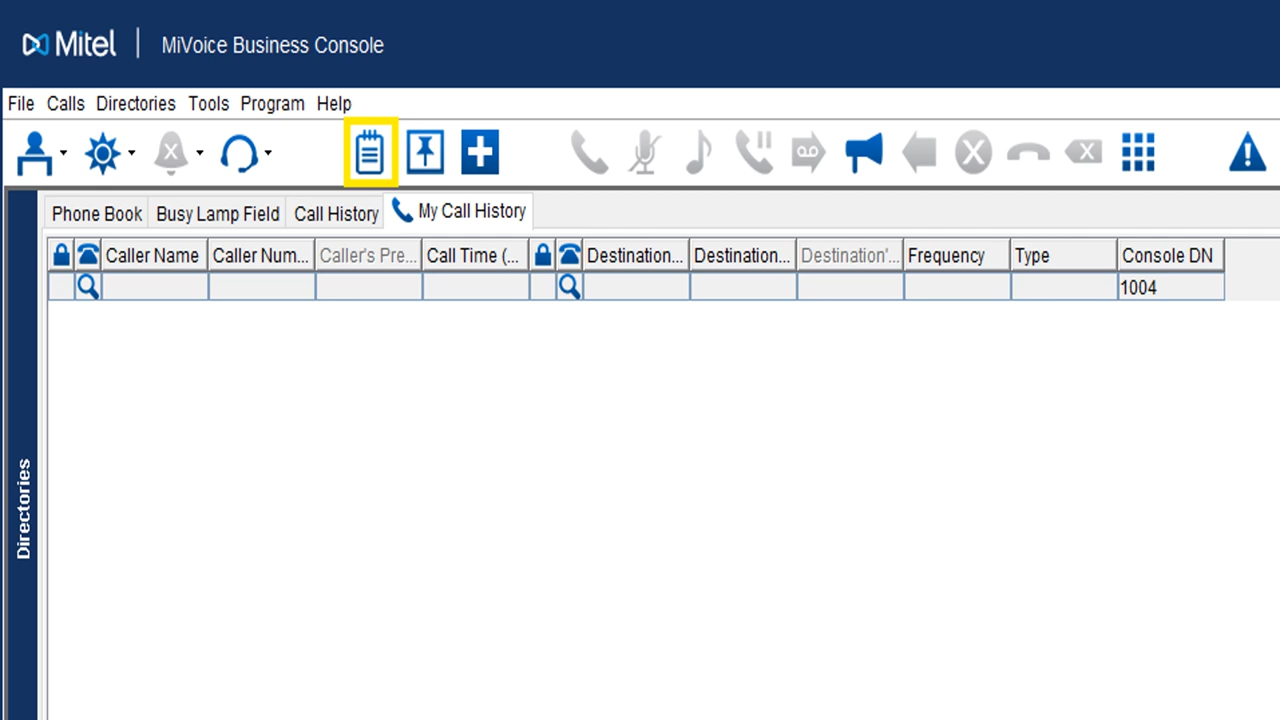 Mitel | MiVoice Business Console
File Calls Directories Tools Program Help
Phone Book Busy Lamp Field Call History My Call History
Caller Name Caller Num... Caller's Pre... Call Time (... Destination... Destination... Destination'... Frequency Type Console DN
1004
Directories